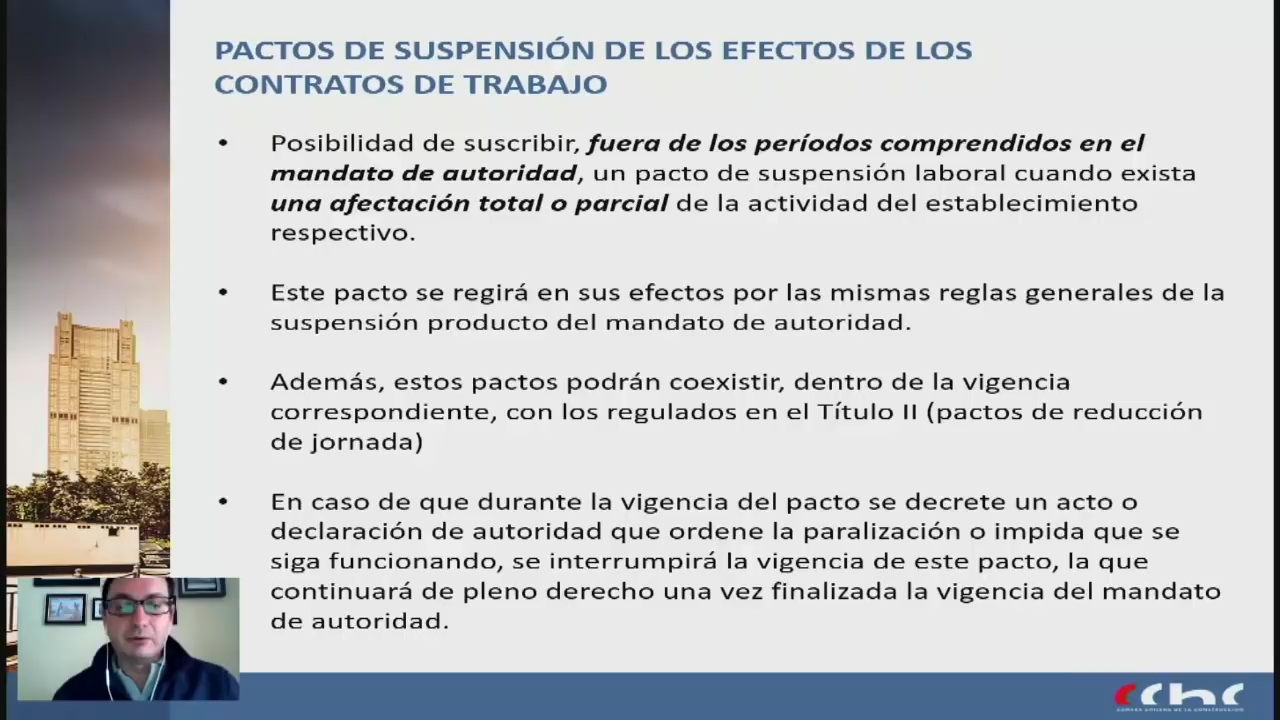 PACTOS DE SUSPENSIÓN DE LOS EFECTOS DE LOS
CONTRATOS DE TRABAJO
• Posibilidad de suscribir, fuera de los períodos comprendidos en el
mandato de autoridad, un pacto de suspensión laboral cuando exista
una afectación total o parcial de la actividad del establecimiento
respectivo.
• Este pacto se regirá en sus efectos por las mismas reglas generales de la
suspensión producto del mandato de autoridad.
• Además, estos pactos podrán coexistir, dentro de la vigencia
correspondiente, con los regulados en el Título II (pactos de reducción
de jornada)
• En caso de que durante la vigencia del pacto se decrete un acto o
declaración de autoridad que ordene la paralización o impida que se
siga funcionando, se interrumpirá la vigencia de este pacto, la que
continuará de pleno derecho una vez finalizada la vigencia del mandato
de autoridad.
cchc
CÁMARA CHILENA DE LA CONSTRUCCIÓN